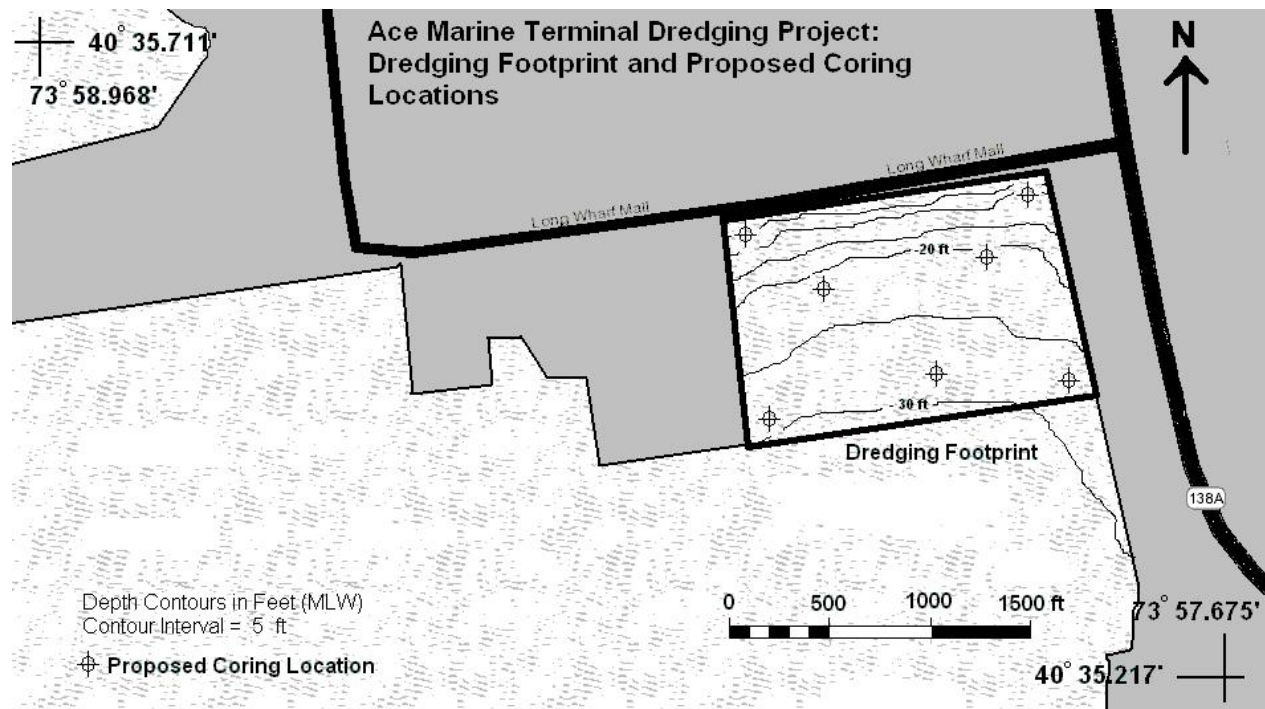 40° 35.711'
73° 58.968'
Ace Marine Terminal Dredging Project:
Dredging Footprint and Proposed Coring
Locations
N
Long Wharf Mall
Long Wharf Mall
-20 ft
- 30 ft
Dredging Footprint
138A
Depth Contours in Feet (MLW)
Contour Interval = 5 ft
Proposed Coring Location
0 500 1000 1500 ft
73° 57.675'
40° 35.217'